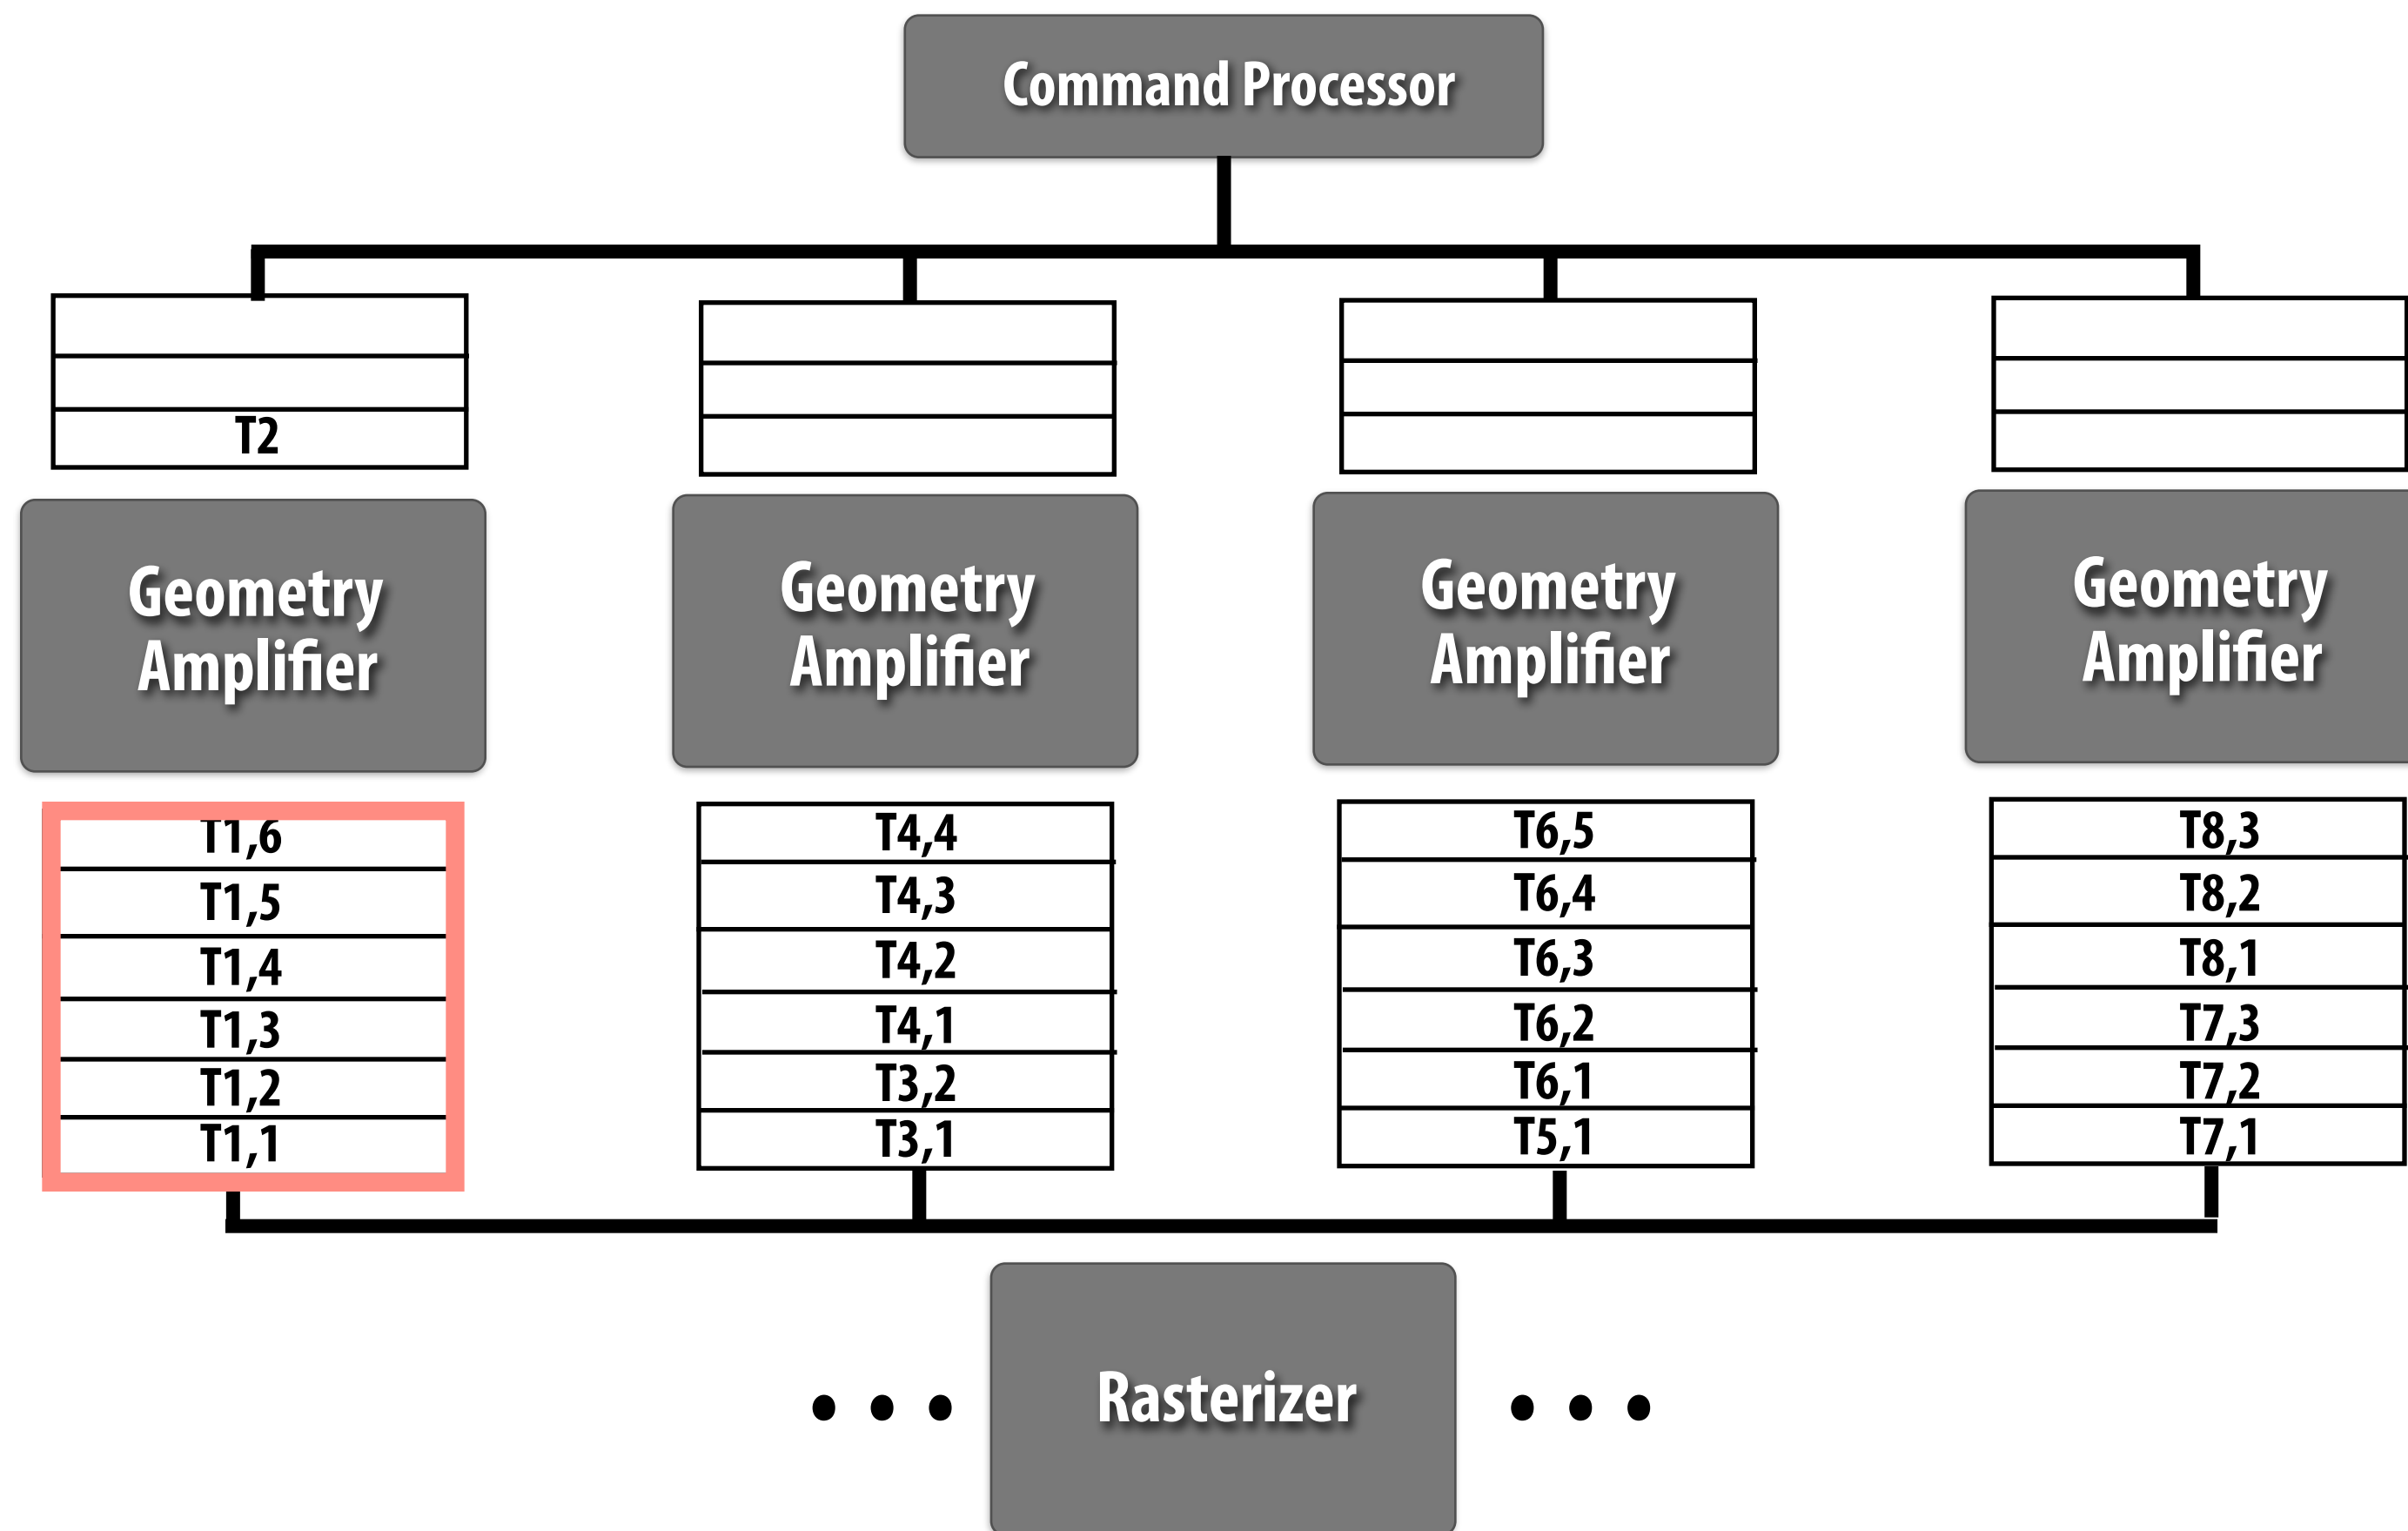 Command Processor
T2
Geometry
Amplifier
Geometry
Amplifier
Geometry
Amplifier
Geometry
Amplifier
T1,6
T1,5
T1,4
T1,3
T1,2
T1,1
T4,4
T4,3
T4,2
T4,1
T3,2
T3,1
T6,5
T6,4
T6,3
T6,2
T6,1
T5,1
T8,3
T8,2
T8,1
T7,3
T7,2
T7,1
Rasterizer